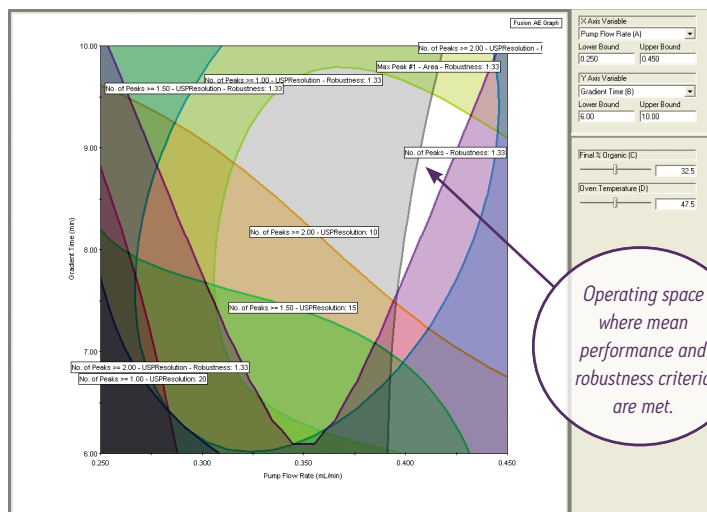 Fusion AE Graph
10.00
9.00
8.00
7.00
6.00
Gradient Time (min)
0.250
0.300
0.350
0.400
0.450
Pump Flow Rate (mL/min)
No. of Peaks >= 2.00 - USPResolution -
Max Peak #1 - Area - Robustness: 1.33
No. of Peaks >= 1.00 - USPResolution - Robustness: 1.33
No. of Peaks >= 1.50 - USPResolution - Robustness: 1.33
No. of Peaks - Robustness: 1.33
No. of Peaks >= 2.00 - USPResolution: 10
No. of Peaks >= 1.50 - USPResolution: 15
No. of Peaks >= 2.00 - USPResolution - Robustness: 1.33
No. of Peaks >= 1.00 - USPResolution: 20
X Axis Variable
Pump Flow Rate (A)
Lower Bound Upper Bound
0.250 0.450
Y Axis Variable
Gradient Time (B)
Lower Bound Upper Bound
6.00 10.00
Final % Organic (C)
32.5
Oven Temperature (D)
47.5
Operating space
where mean
performance and
robustness criteria
are met.